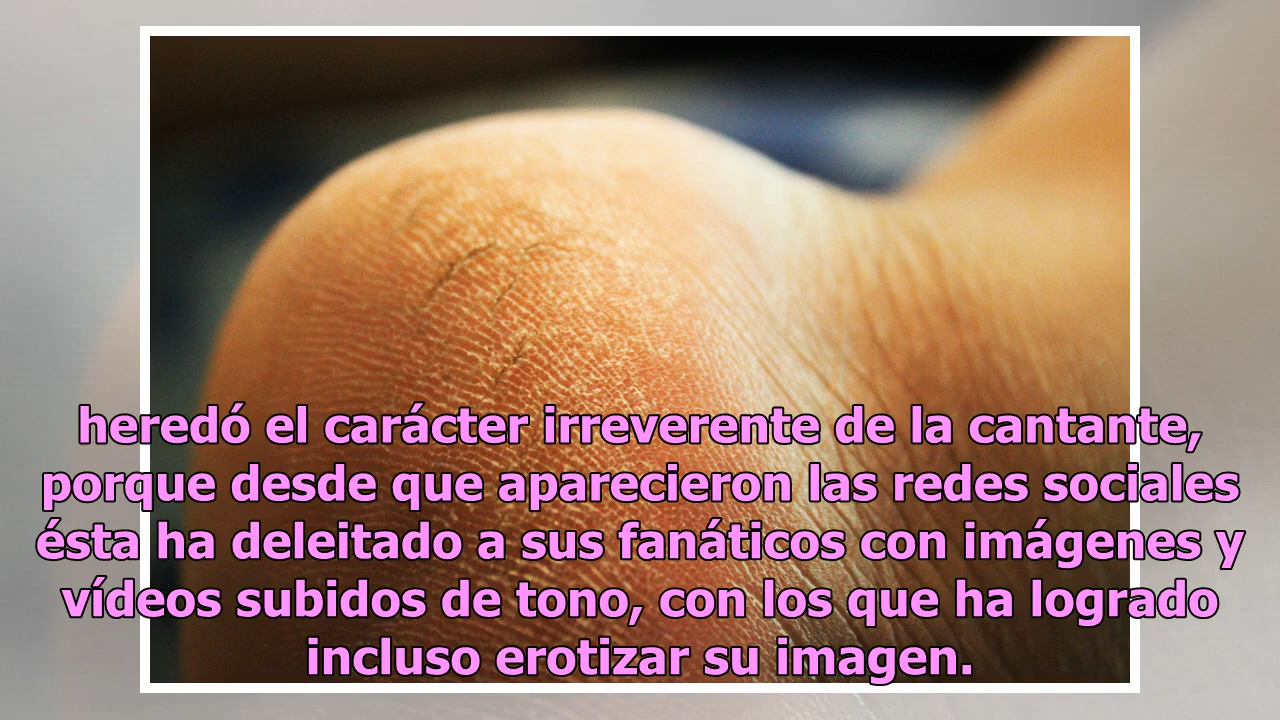 heredó el carácter irreverente de la cantante,
porque desde que aparecieron las redes sociales
ésta ha deleitado a sus fanáticos con imágenes y
vídeos subidos de tono, con los que ha logrado
incluso erotizar su imagen.